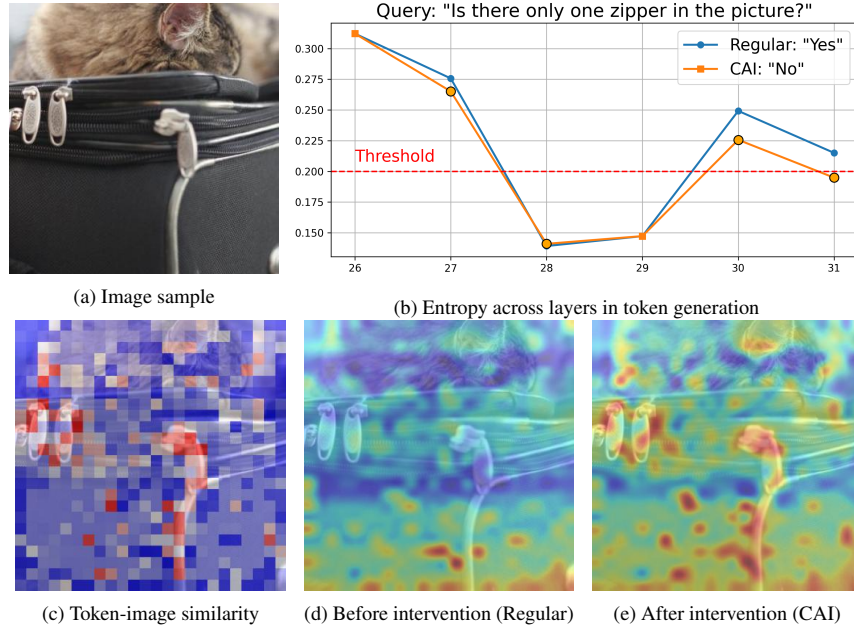 Query: "Is there only one zipper in the picture?"
0.300
0.275
0.250
0.225
0.200
0.175
0.150
Threshold
Regular: "Yes"
CAI: "No"
26 27 28 29 30 31
(a) Image sample
(b) Entropy across layers in token generation
(c) Token-image similarity
(d) Before intervention (Regular)
(e) After intervention (CAI)